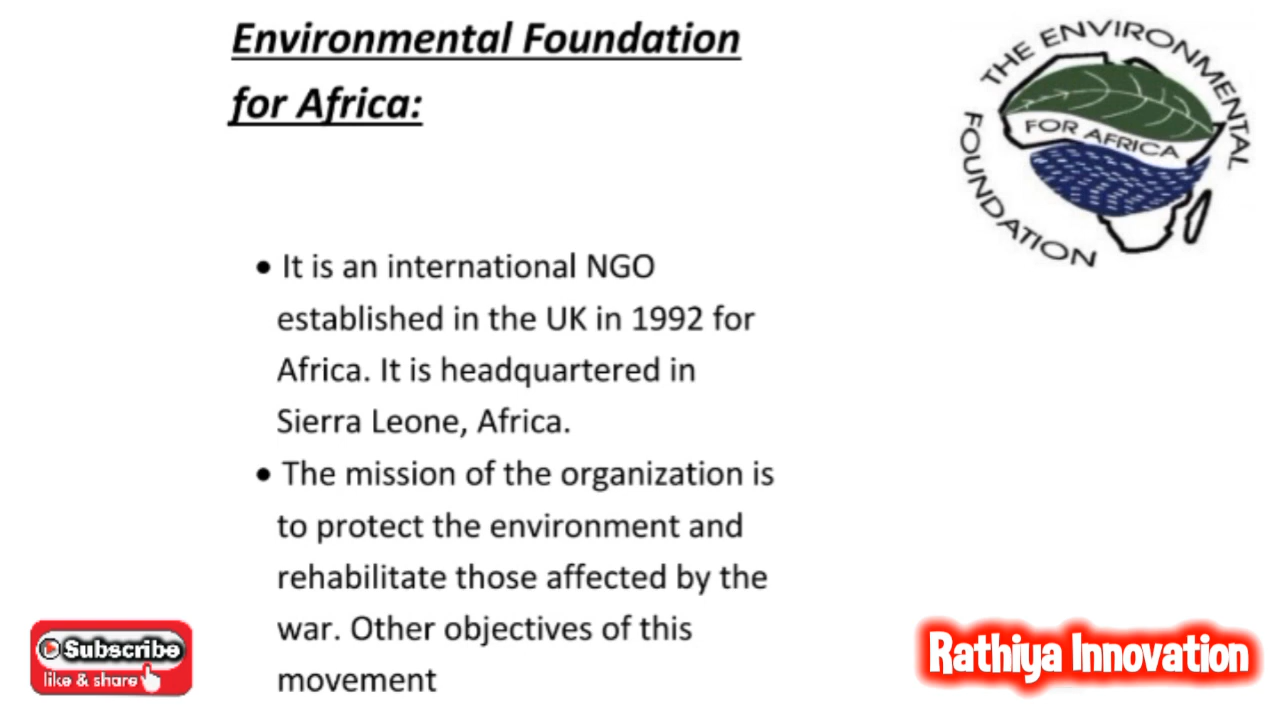 Environmental Foundation
for Africa:
THE ENVIRONMENTAL
FOUNDATION
FOR AFRICA
• It is an international NGO
established in the UK in 1992 for
Africa. It is headquartered in
Sierra Leone, Africa.
• The mission of the organization is
to protect the environment and
rehabilitate those affected by the
war. Other objectives of this
movement
Subscribe
like & share
Rathiya Innovation